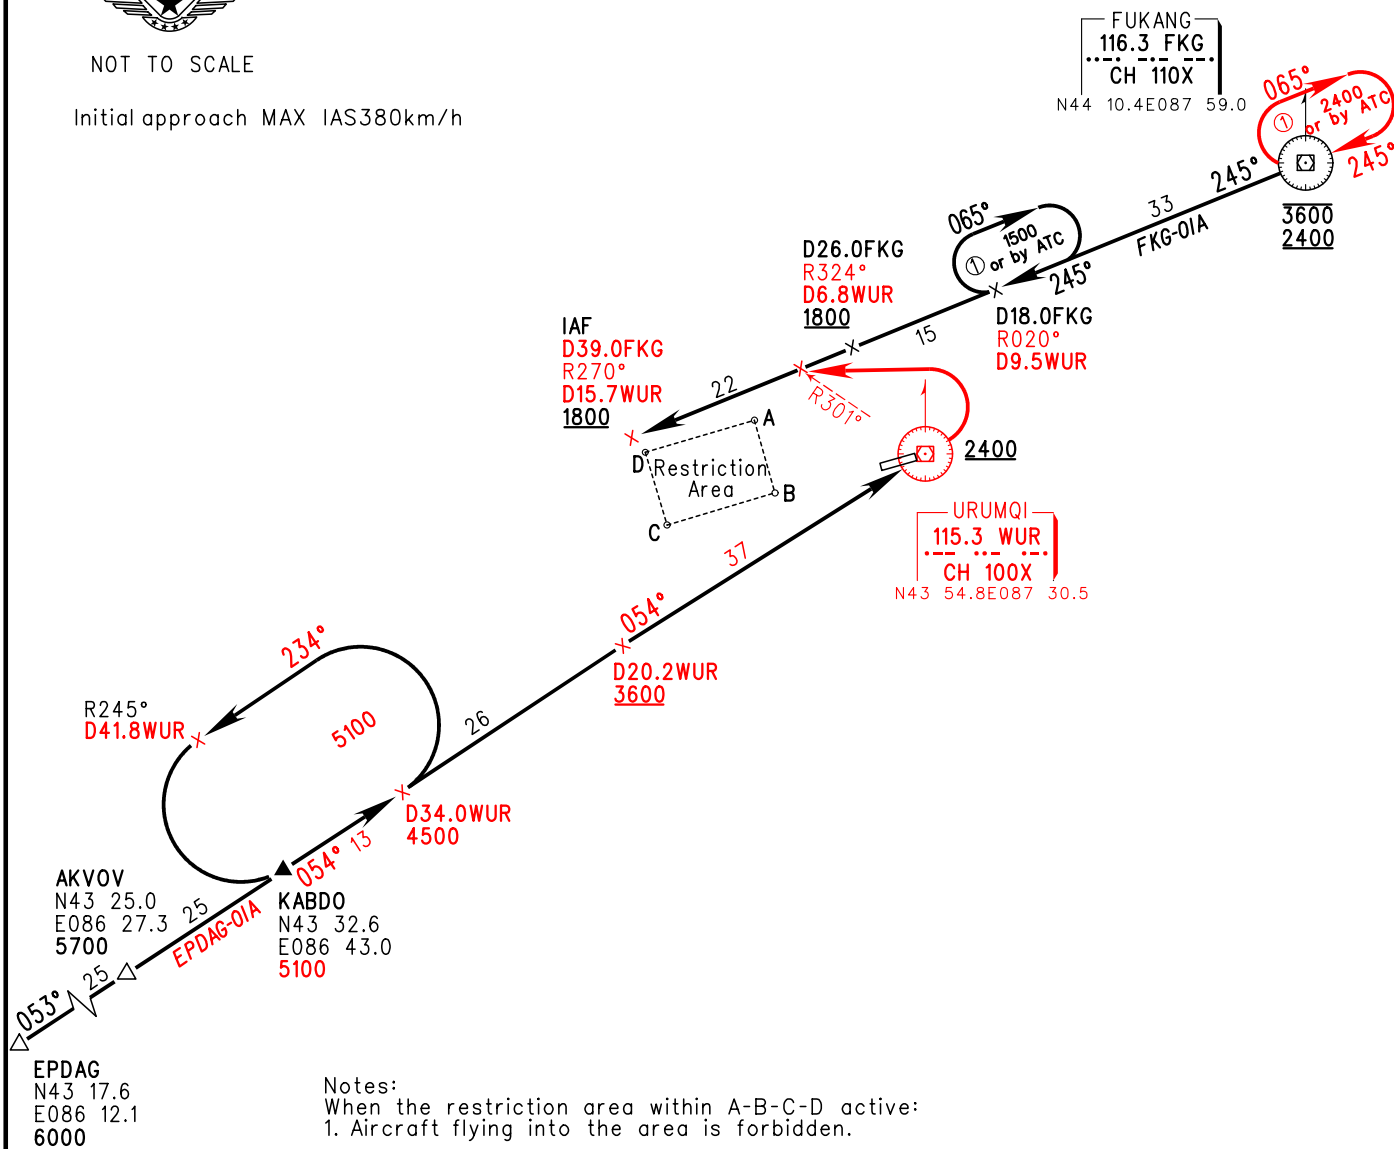 NOT TO SCALE
Initial approach MAX IAS380km/h
FUKANG
116.3 FKG
CH 110X
N44 10.4E087 59.0
065°
2400
① or by ATC
245°
245°
3600
2400
33
FKG-01A
065°
1500
① or by ATC
245°
D18.0FKG
R020°
D9.5WUR
15
D26.0FKG
R324°
D6.8WUR
1800
IAF
D39.0FKG
R270°
D15.7WUR
1800
22
R301°
A
B
C
D
Restriction
Area
2400
URUMQI
115.3 WUR
CH 100X
N43 54.8E087 30.5
37
054°
D20.2WUR
3600
26
234°
5100
R245°
D41.8WUR
D34.0WUR
4500
13
054°
KABDO
N43 32.6
E086 43.0
5100
AKVOV
N43 25.0
E086 27.3
5700
25
EPDAG-01A
25
053°
EPDAG
N43 17.6
E086 12.1
6000
Notes:
When the restriction area within A-B-C-D active:
1. Aircraft flying into the area is forbidden.